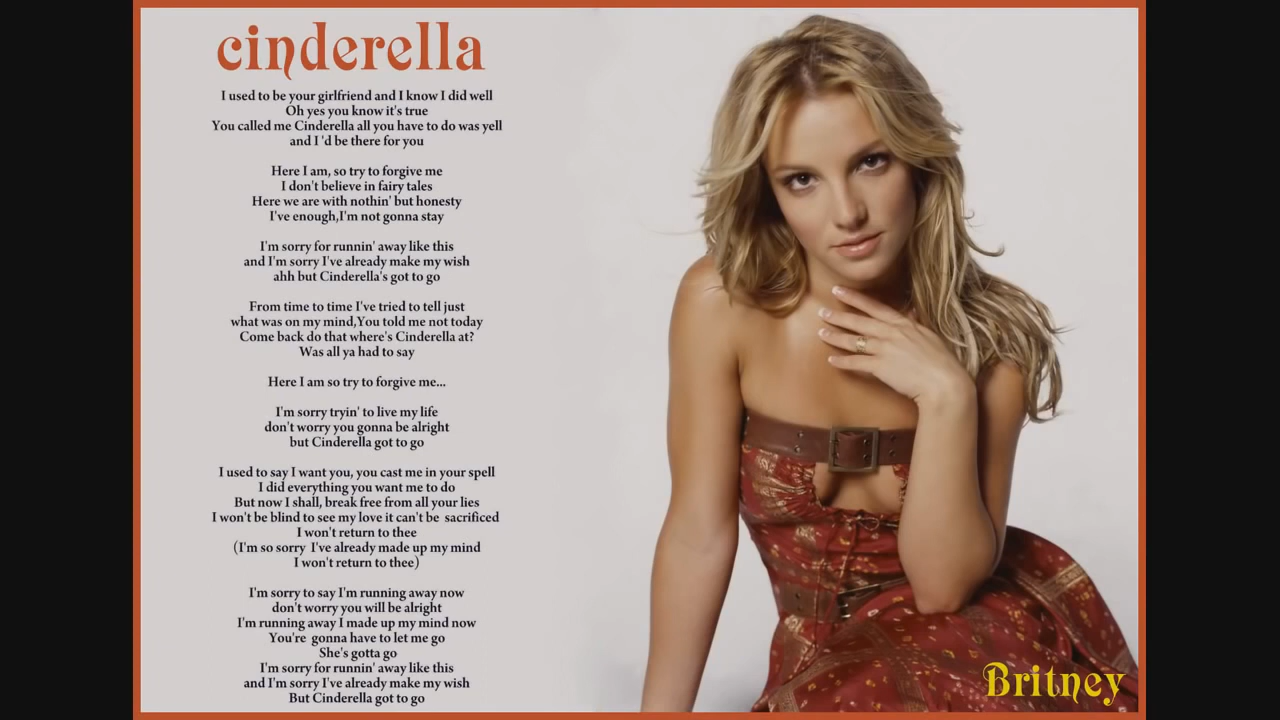 cinderella
I used to be your girlfriend and I know I did well
Oh yes you know it's true
You called me Cinderella all you have to do was yell
and I 'd be there for you
Here I am, so try to forgive me
I don't believe in fairy tales
Here we are with nothin' but honesty
I've enough,I'm not gonna stay
I'm sorry for runnin' away like this
and I'm sorry I've already make my wish
ahh but Cinderella's got to go
From time to time I've tried to tell just
what was on my mind,You told me not today
Come back do that where's Cinderella at?
Was all ya had to say
Here I am so try to forgive me...
I'm sorry tryin' to live my life
don't worry you gonna be alright
but Cinderella got to go
I used to say I want you, you cast me in your spell
I did everything you want me to do
But now I shall, break free from all your lies
I won't be blind to see my love it can't be  sacrificed
I won't return to thee
(I'm so sorry  I've already made up my mind
I won't return to thee)
I'm sorry to say I'm running away now
don't worry you will be alright
I'm running away I made up my mind now
You're  gonna have to let me go
She's gotta go
I'm sorry for runnin' away like this
and I'm sorry I've already make my wish
But Cinderella got to go
Britney